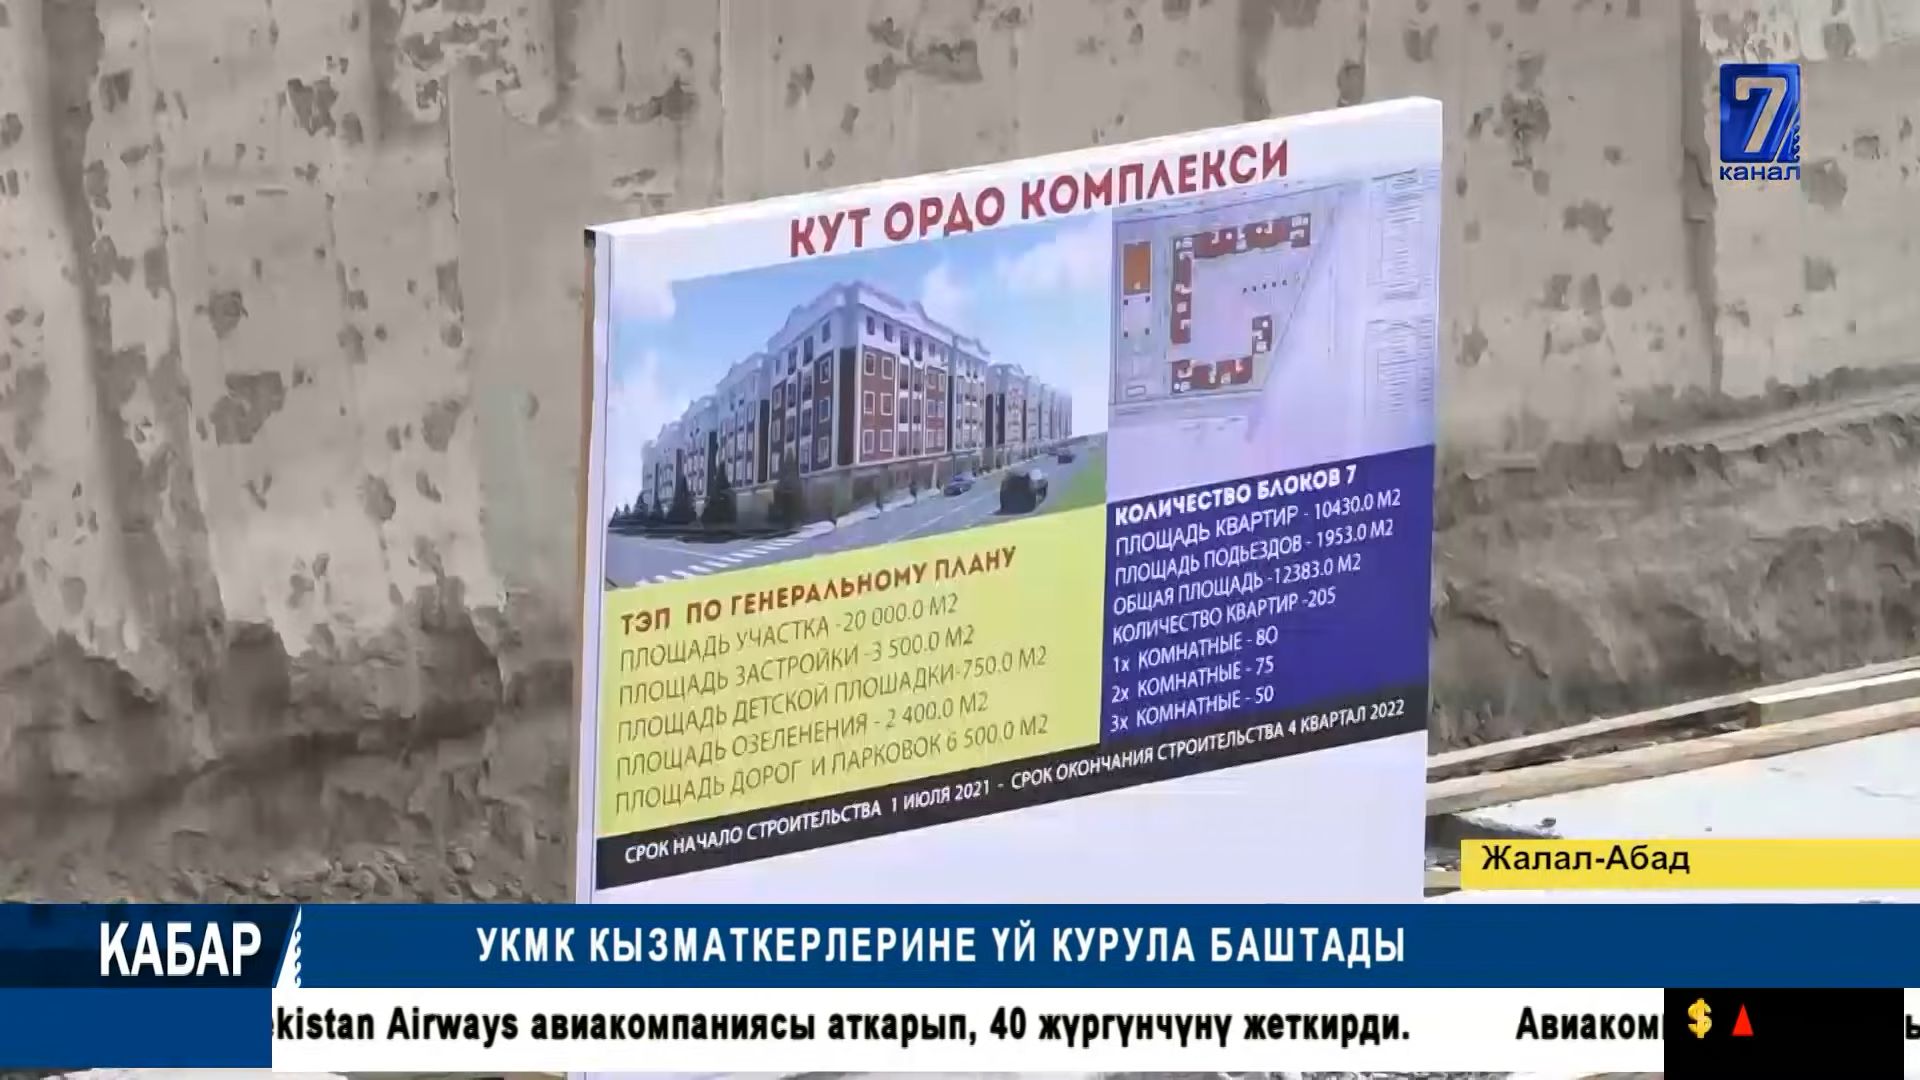 7
канал
КУТ ОРДО КОМПЛЕКСИ
ТЭП ПО ГЕНЕРАЛЬНОМУ ПЛАНУ
ПЛОЩАДЬ УЧАСТКА -20 000.0 М2
ПЛОЩАДЬ ЗАСТРОЙКИ -3 500.0 М2
ПЛОЩАДЬ ДЕТСКОЙ ПЛОШАДКИ-750.0 М2
ПЛОЩАДЬ ОЗЕЛЕНЕНИЯ - 2 400.0 М2
ПЛОЩАДЬ ДОРОГ И ПАРКОВОК 6 500.0 М2
КОЛИЧЕСТВО БЛОКОВ 7
ПЛОЩАДЬ КВАРТИР - 10430.0 М2
ПЛОЩАДЬ ПОДЬЕЗДОВ - 1953.0 М2
ОБЩАЯ ПЛОЩАДЬ -12383.0 М2
КОЛИЧЕСТВО КВАРТИР -205
1х КОМНАТНЫЕ - 80
2х КОМНАТНЫЕ - 75
3х КОМНАТНЫЕ - 50
СРОК НАЧАЛО СТРОИТЕЛЬСТВА 1 ИЮЛЯ 2021 - СРОК ОКОНЧАНИЯ СТРОИТЕЛЬСТВА 4 КВАРТАЛ 2022
Жалал-Абад
КАБАР
УКМК КЫЗМАТКЕРЛЕРИНЕ ҮЙ КУРУЛА БАШТАДЫ
ekistan Airways авиакомпаниясы аткарып, 40 жүргүнчүнү жеткирди. Авиаком
$